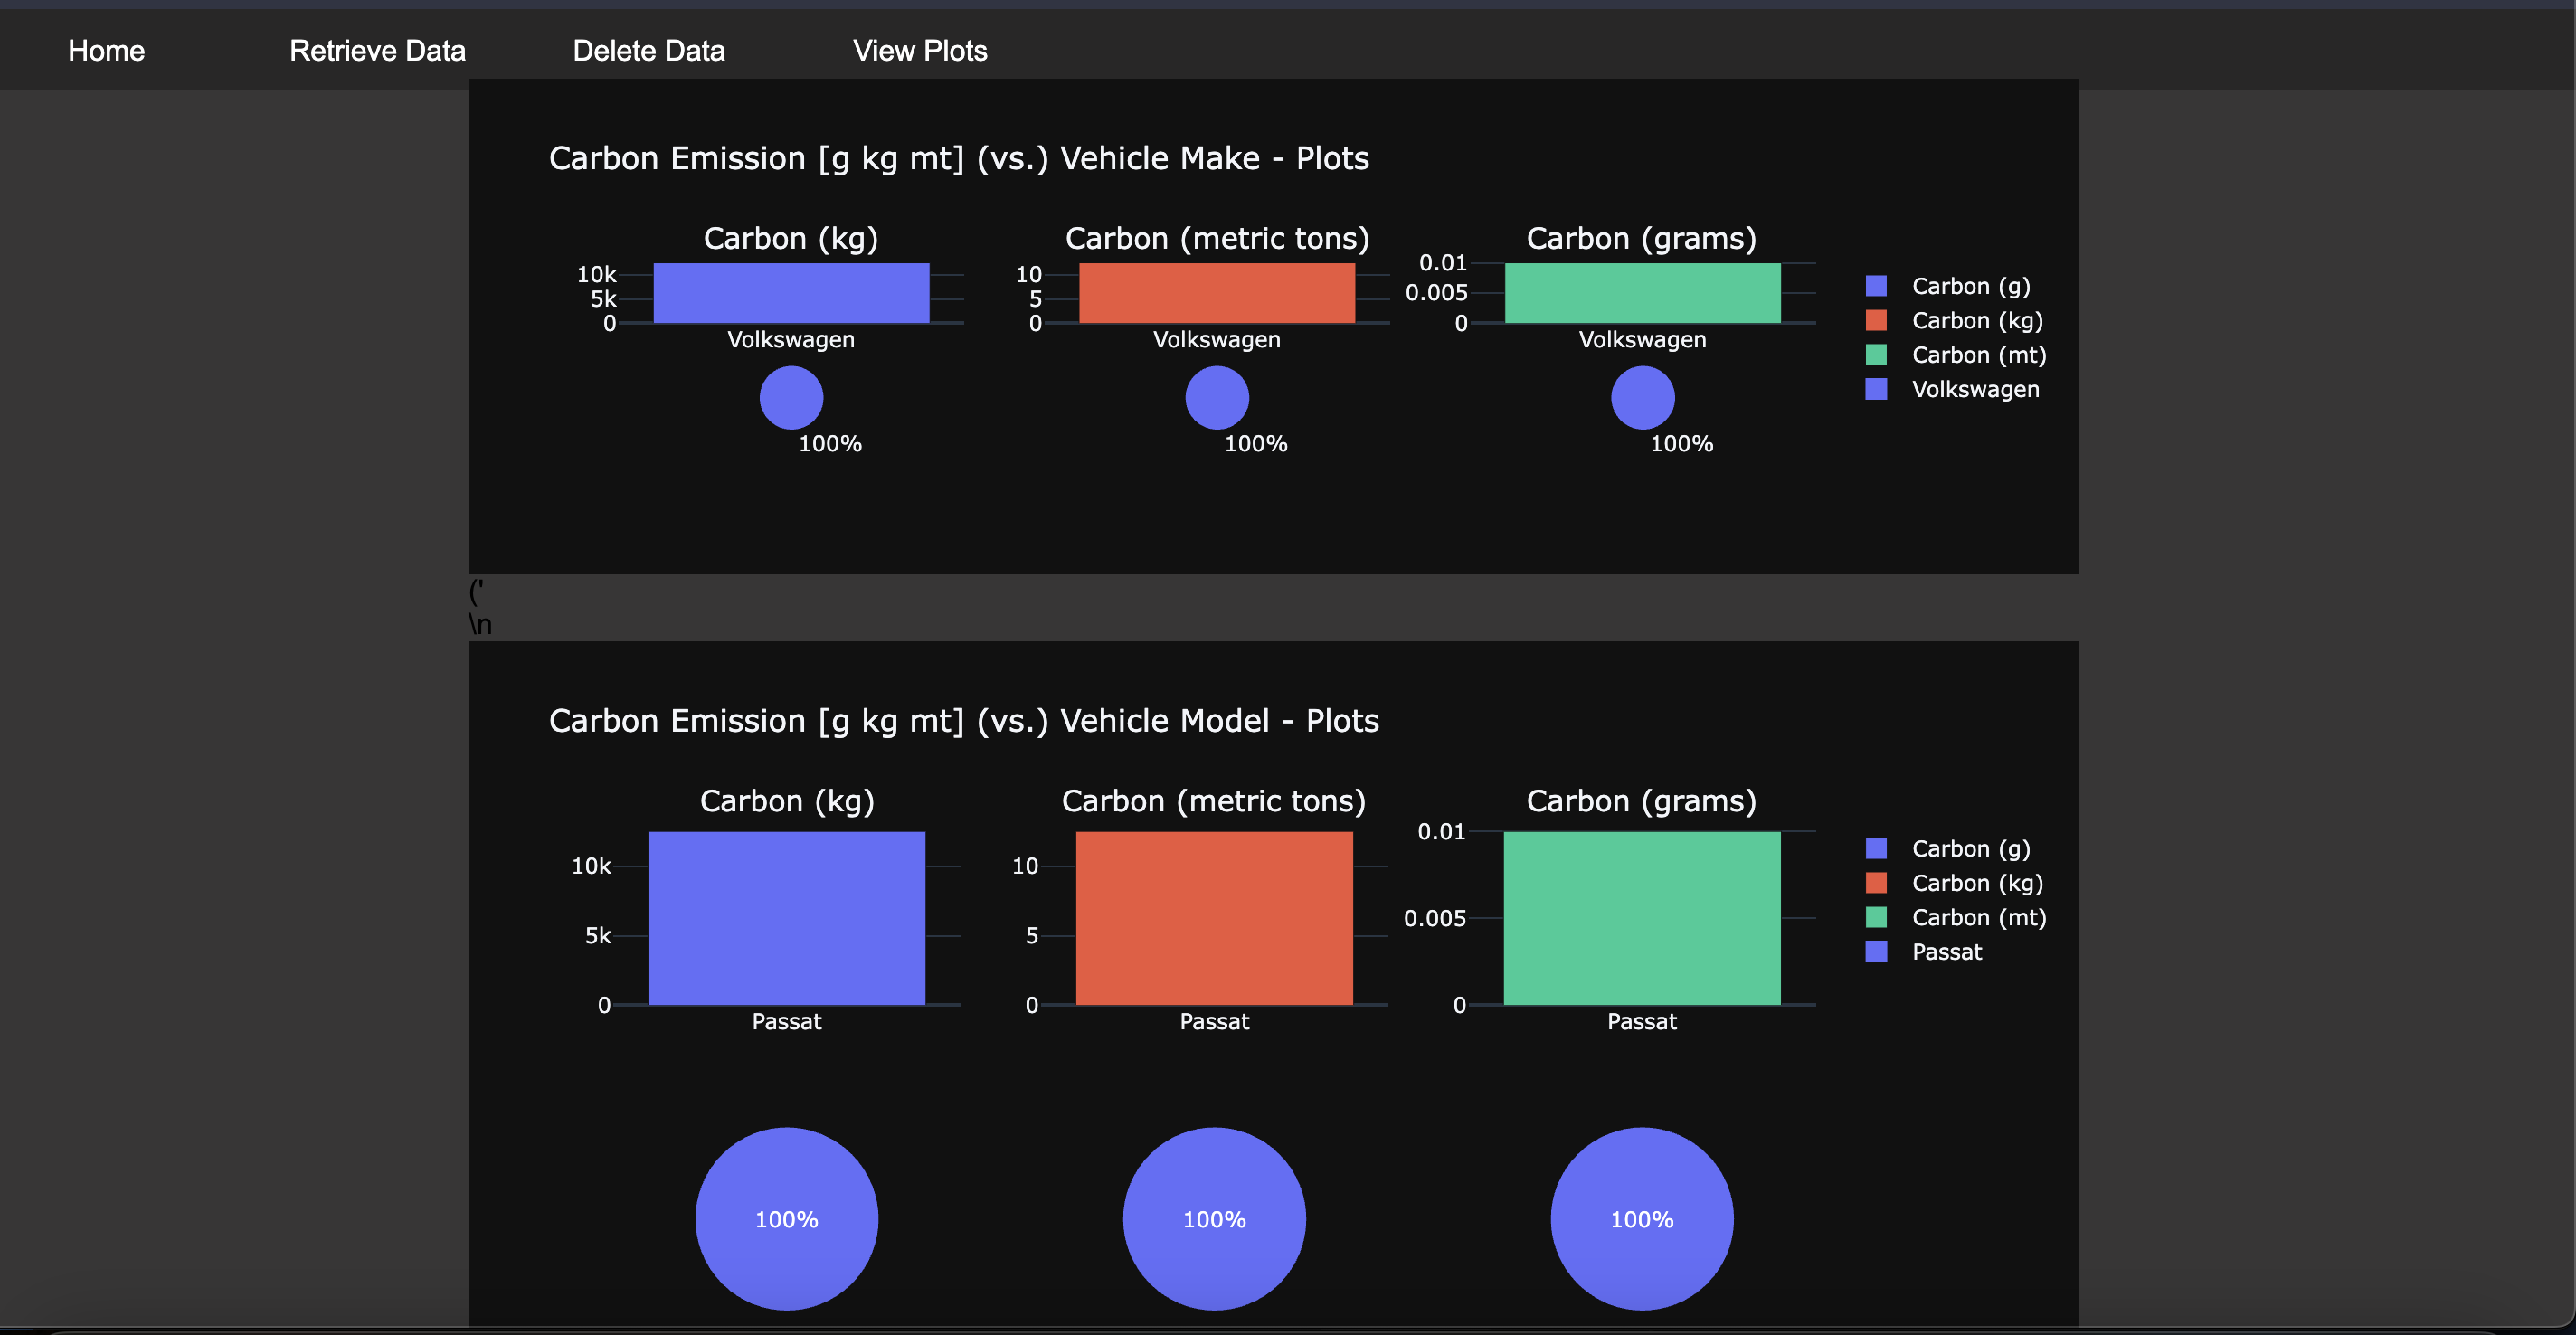 Home Retrieve Data Delete Data View Plots
Carbon Emission [g kg mt] (vs.) Vehicle Make - Plots
Carbon (kg) Carbon (metric tons) Carbon (grams)
10k 10 0.01
5k 5 0.005
0 0 0
Volkswagen Volkswagen Volkswagen
Carbon (g)
Carbon (kg)
Carbon (mt)
Volkswagen
100% 100% 100%
('
\n
Carbon Emission [g kg mt] (vs.) Vehicle Model - Plots
Carbon (kg) Carbon (metric tons) Carbon (grams)
10k 10 0.01
5k 5 0.005
0 0 0
Passat Passat Passat
Carbon (g)
Carbon (kg)
Carbon (mt)
Passat
100% 100% 100%